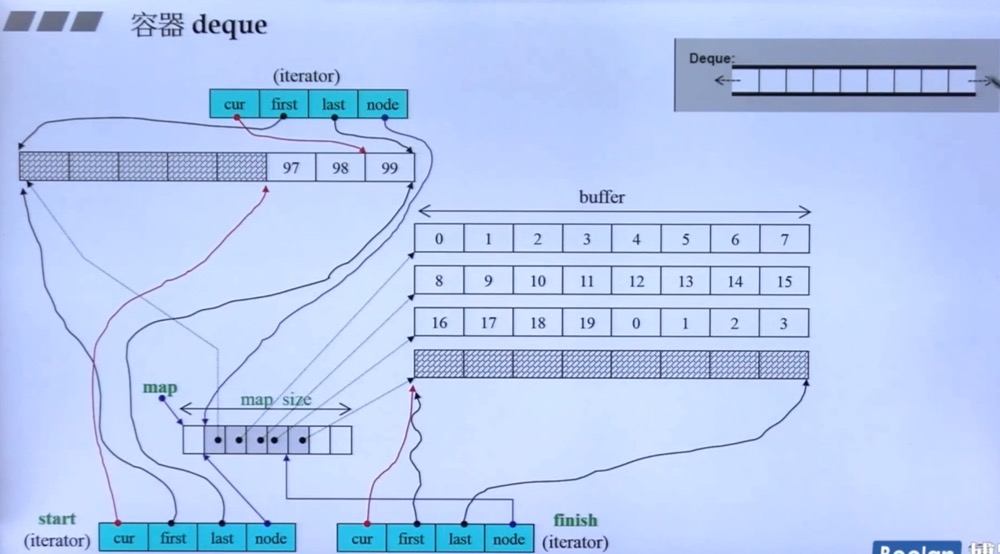 容器 deque
Deque:
(iterator)
cur first last node
97 98 99
buffer
0 1 2 3 4 5 6 7
8 9 10 11 12 13 14 15
16 17 18 19 0 1 2 3
map
map size
start
(iterator)
cur first last node
cur first last node
finish
(iterator)
Boolan